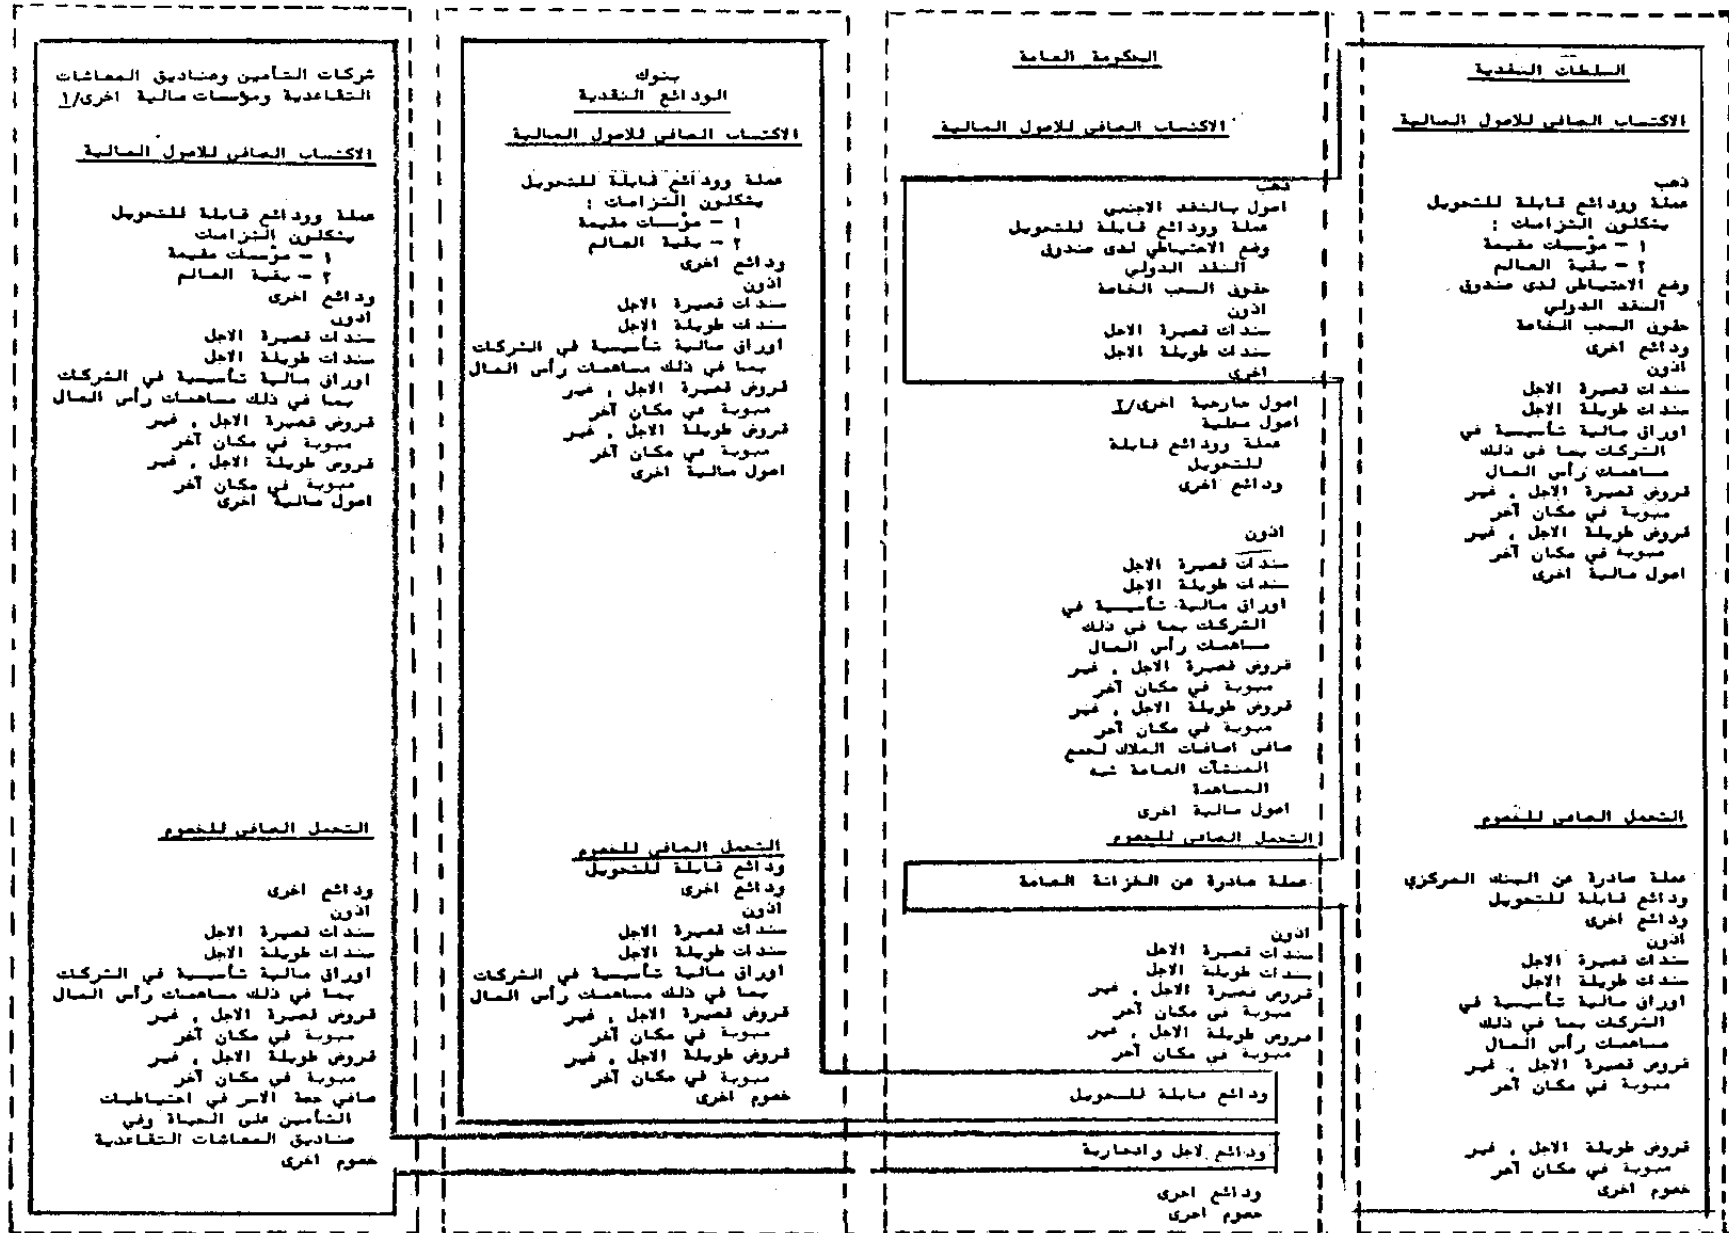 السلطات النقدية
الاكتساب الصافي للاصول المالية
ذهب
عملة وودائع قابلة للتحويل
يشكلون التزامات :
١ - مؤسسات مقيمة
٢ - بقية العالم
وضع الاحتياطي لدى صندوق
النقد الدولي
حقوق السحب الخاصة
ودائع اخرى
اذون
سندات قصيرة الاجل
سندات طويلة الاجل
اوراق مالية تأسيسية في
الشركات بما في ذلك
مساهمات رأس المال
قروض قصيرة الاجل , غير
مبوبة في مكان آخر
قروض طويلة الاجل , غير
مبوبة في مكان آخر
اصول مالية اخرى
التحمل الصافي للخصوم
عملة صادرة عن البنك المركزي
ودائع قابلة للتحويل
ودائع اخرى
اذون
سندات قصيرة الاجل
سندات طويلة الاجل
اوراق مالية تأسيسية في
الشركات بما في ذلك
مساهمات رأس المال
قروض قصيرة الاجل , غير
مبوبة في مكان آخر
قروض طويلة الاجل , غير
مبوبة في مكان آخر
خصوم اخرى
الحكومة العامة
الاكتساب الصافي للاصول المالية
ذهب
اصول بالنقد الاجنبي
عملة وودائع قابلة للتحويل
وضع الاحتياطي لدى صندوق
النقد الدولي
حقوق السحب الخاصة
اذون
سندات قصيرة الاجل
سندات طويلة الاجل
اخرى
اصول خارجية اخرى/٢
اصول محلية
عملة وودائع قابلة
للتحويل
ودائع اخرى
اذون
سندات قصيرة الاجل
سندات طويلة الاجل
اوراق مالية تأسيسية في
الشركات بما في ذلك
مساهمات رأس المال
قروض قصيرة الاجل , غير
مبوبة في مكان آخر
قروض طويلة الاجل , غير
مبوبة في مكان آخر
صافي اضافات الملاك لحصص
المنشآت العامة شبه
المساهمة
اصول مالية اخرى
التحمل الصافي للخصوم
عملة صادرة عن الخزانة العامة
اذون
سندات قصيرة الاجل
سندات طويلة الاجل
قروض قصيرة الاجل , غير
مبوبة في مكان آخر
قروض طويلة الاجل , غير
مبوبة في مكان آخر
ودائع قابلة للتحويل
ودائع لاجل وادخارية
ودائع اخرى
خصوم اخرى
بنوك
الودائع النقدية
الاكتساب الصافي للاصول المالية
عملة وودائع قابلة للتحويل
يشكلون التزامات :
١ - مؤسسات مقيمة
٢ - بقية العالم
ودائع اخرى
اذون
سندات قصيرة الاجل
سندات طويلة الاجل
اوراق مالية تأسيسية في الشركات
بما في ذلك مساهمات رأس المال
قروض قصيرة الاجل , غير
مبوبة في مكان آخر
قروض طويلة الاجل , غير
مبوبة في مكان آخر
اصول مالية اخرى
التحمل الصافي للخصوم
ودائع قابلة للتحويل
ودائع اخرى
اذون
سندات قصيرة الاجل
سندات طويلة الاجل
اوراق مالية تأسيسية في الشركات
بما في ذلك مساهمات رأس المال
قروض قصيرة الاجل , غير
مبوبة في مكان آخر
قروض طويلة الاجل , غير
مبوبة في مكان آخر
خصوم اخرى
شركات التأمين وصناديق المعاشات
التقاعدية ومؤسسات مالية اخرى/١
الاكتساب الصافي للاصول المالية
عملة وودائع قابلة للتحويل
يشكلون التزامات
١ - مؤسسات مقيمة
٢ - بقية العالم
ودائع اخرى
اذون
سندات قصيرة الاجل
سندات طويلة الاجل
اوراق مالية تأسيسية في الشركات
بما في ذلك مساهمات رأس المال
قروض قصيرة الاجل , غير
مبوبة في مكان آخر
قروض طويلة الاجل , غير
مبوبة في مكان آخر
اصول مالية اخرى
التحمل الصافي للخصوم
ودائع اخرى
اذون
سندات قصيرة الاجل
سندات طويلة الاجل
اوراق مالية تأسيسية في الشركات
بما في ذلك مساهمات رأس المال
قروض قصيرة الاجل , غير
مبوبة في مكان آخر
قروض طويلة الاجل , غير
مبوبة في مكان آخر
صافي حصة الاسر في احتياطيات
التأمين على الحياة وفي
صناديق المعاشات التقاعدية
خصوم اخرى